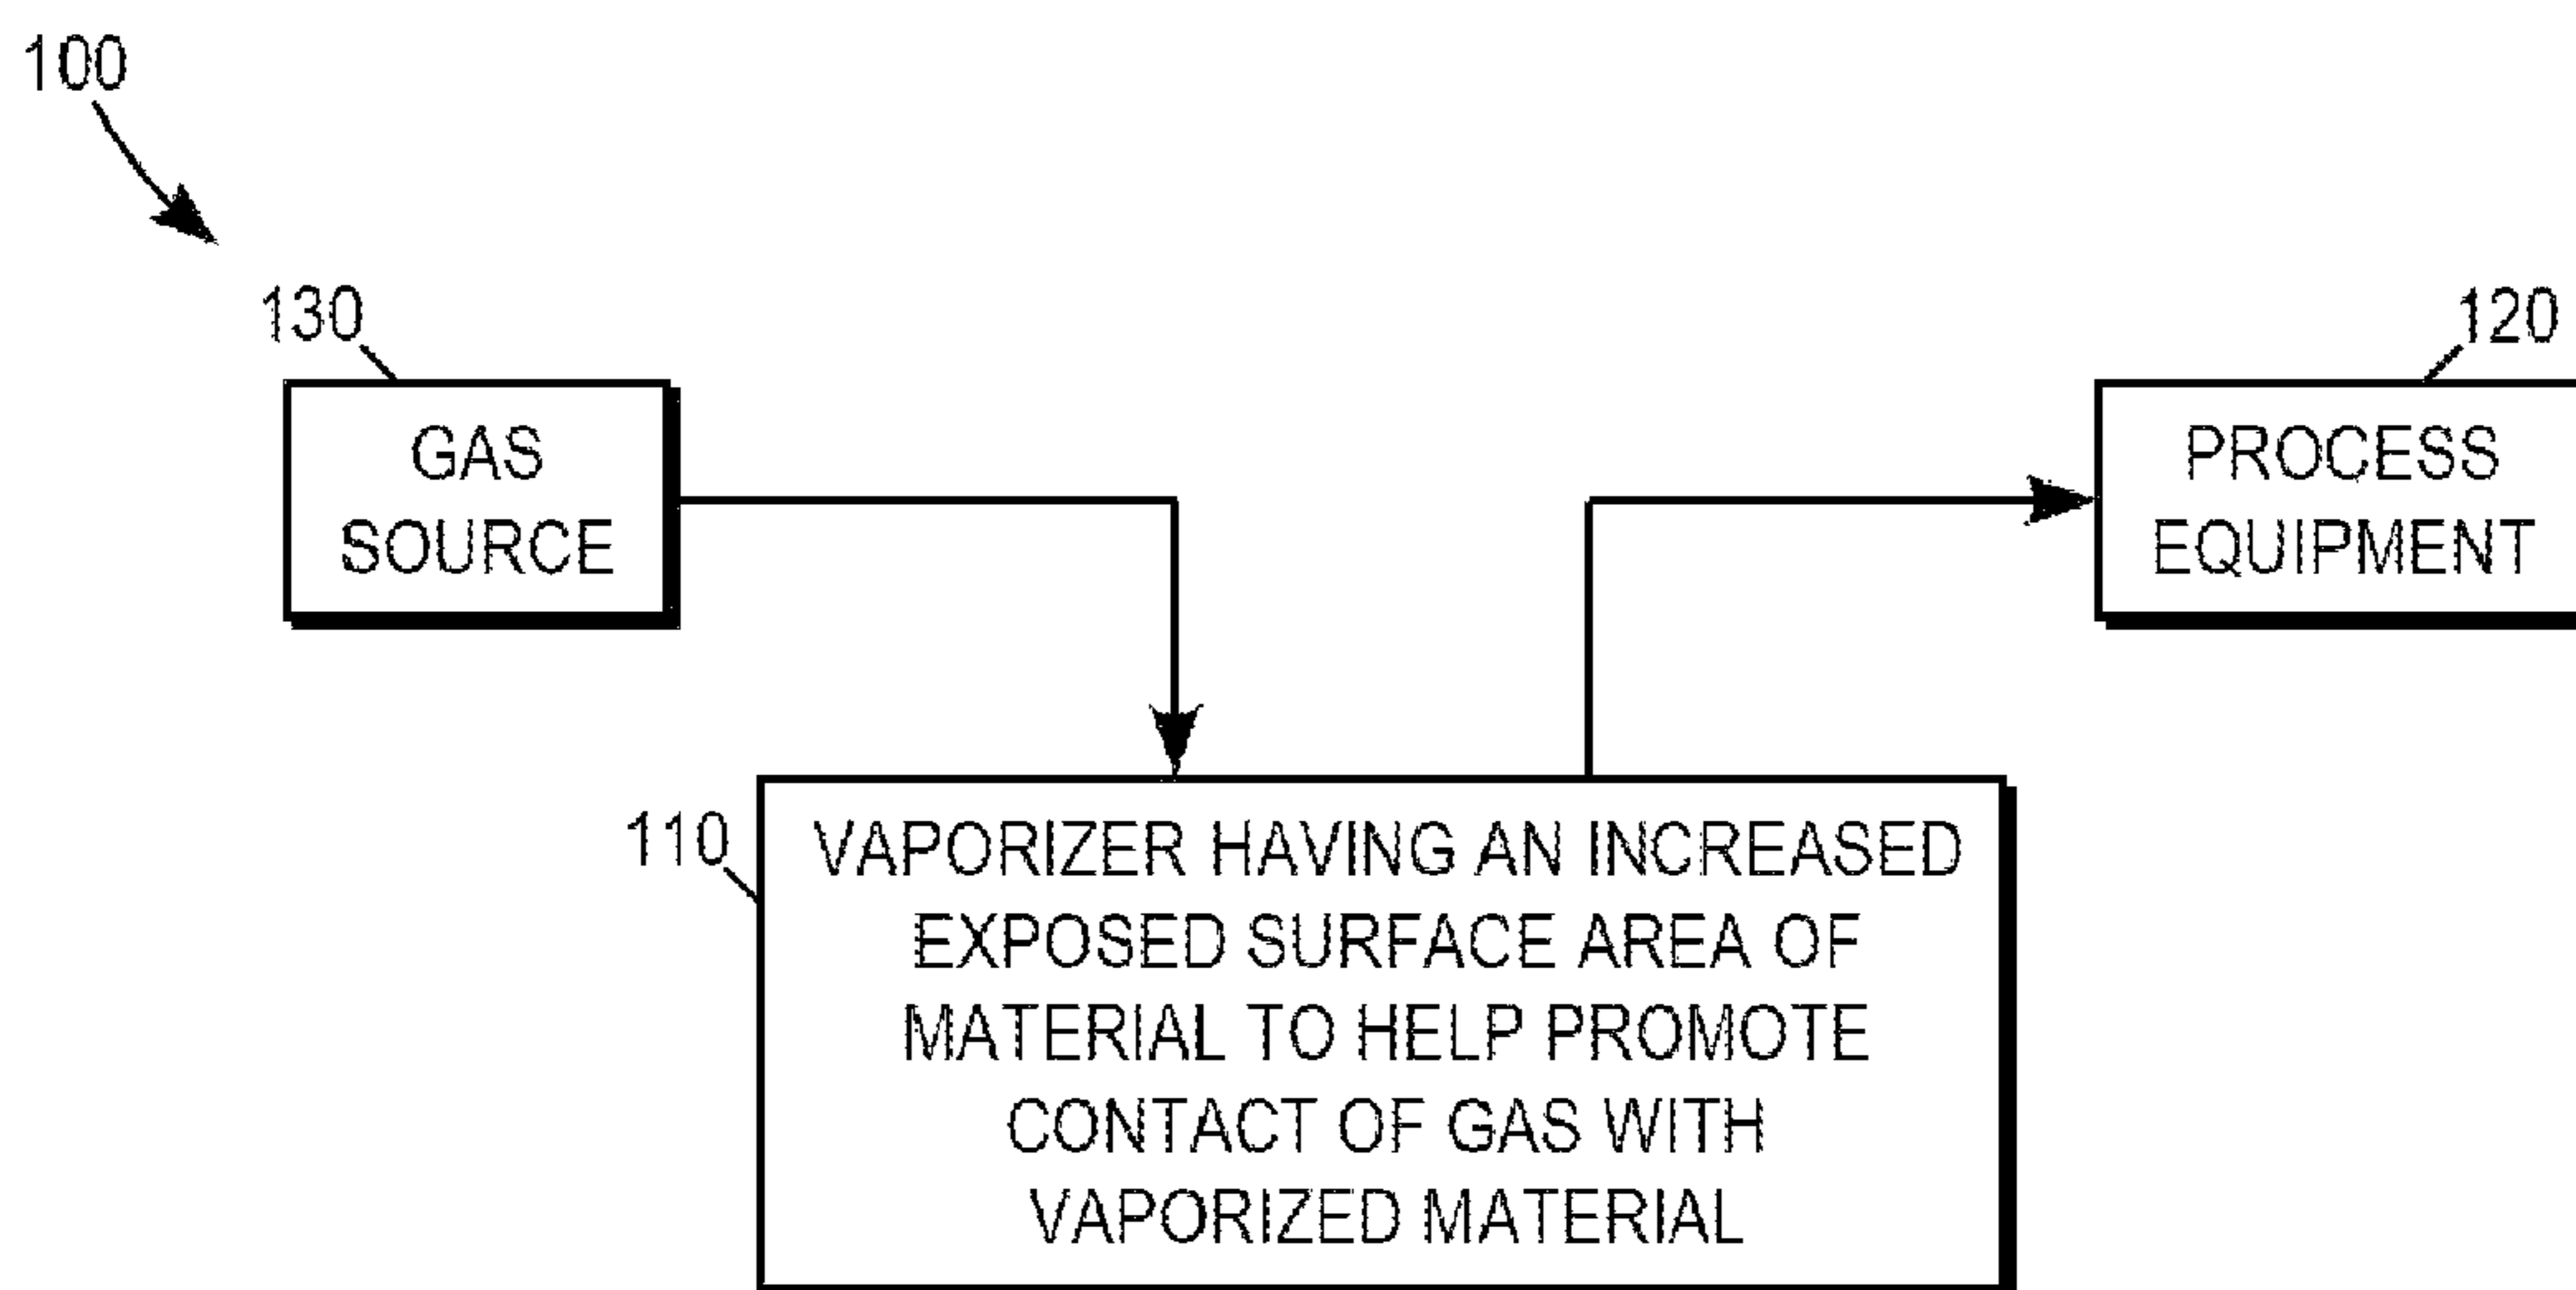 100
130
GAS
SOURCE
120
PROCESS
EQUIPMENT
110
VAPORIZER HAVING AN INCREASED
EXPOSED SURFACE AREA OF
MATERIAL TO HELP PROMOTE
CONTACT OF GAS WITH
VAPORIZED MATERIAL